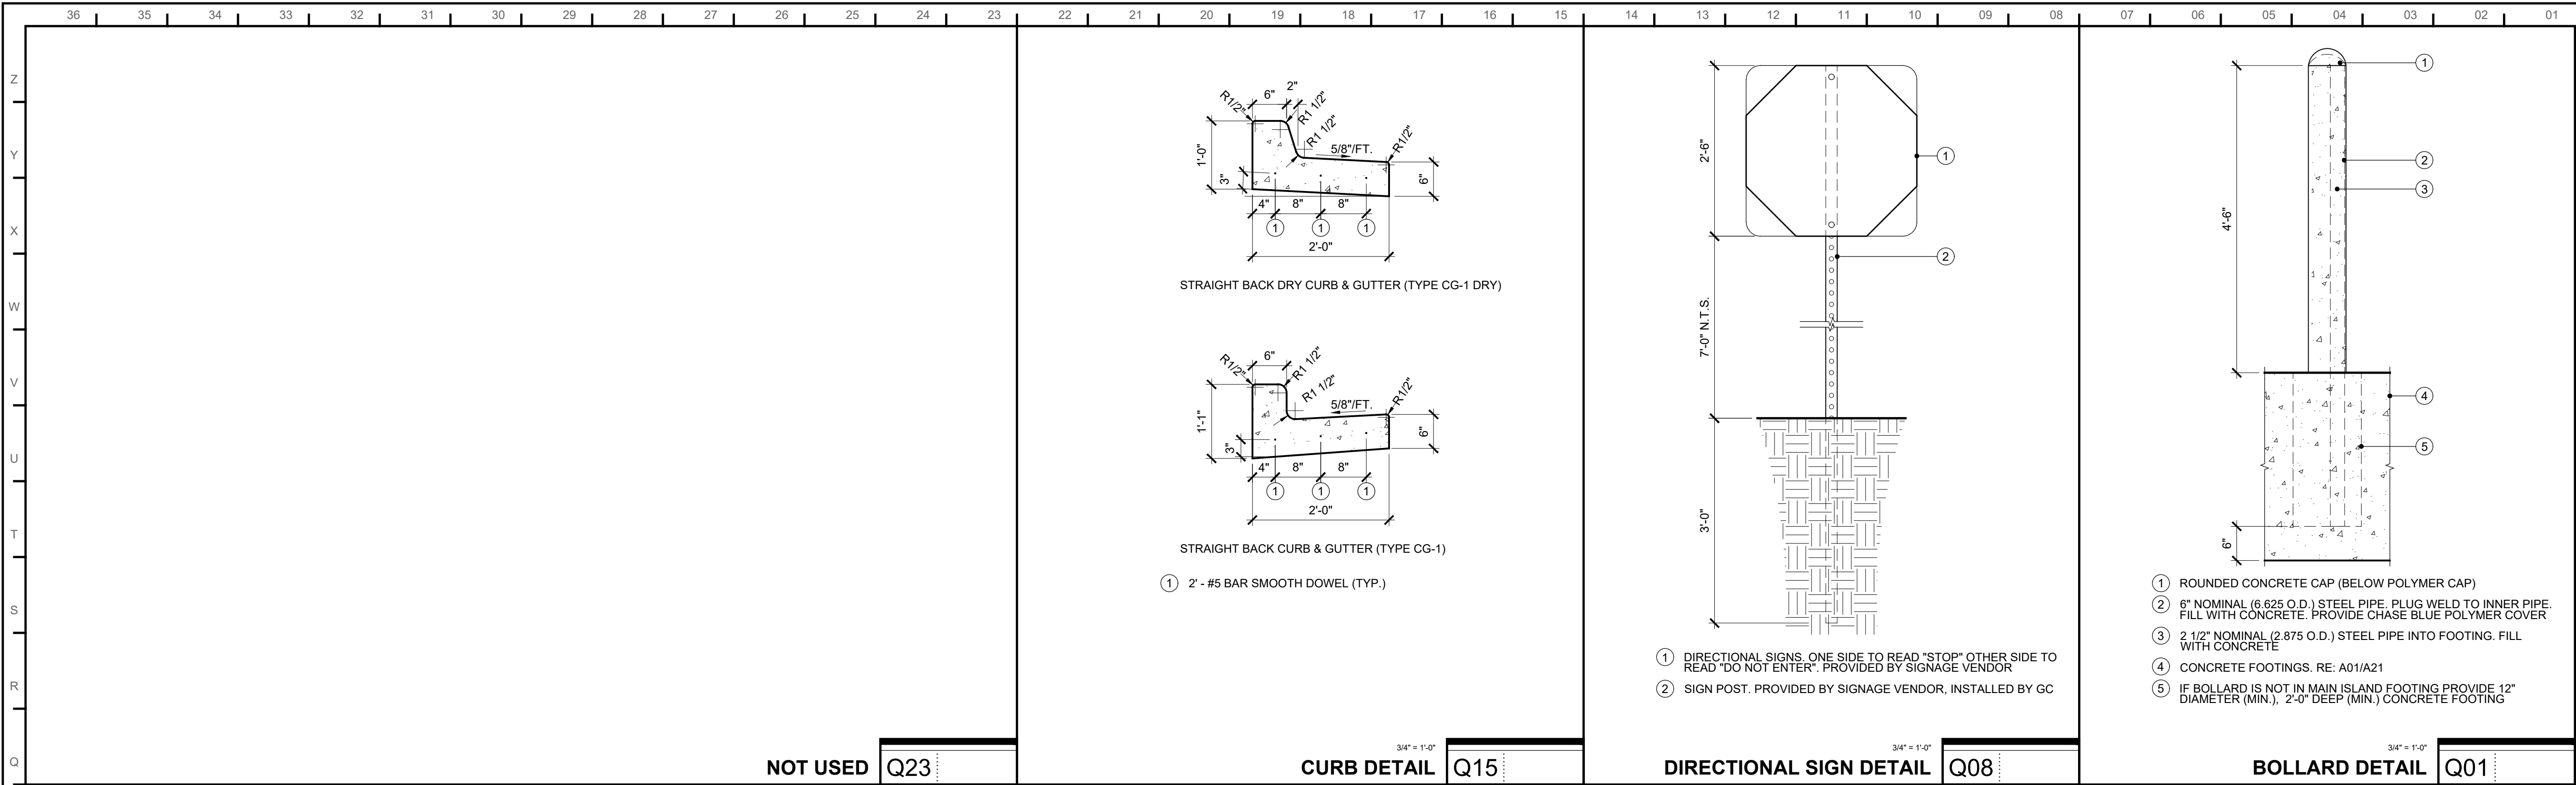 36 35 34 33 32 31 30 29 28 27 26 25 24 23 22 21 20 19 18 17 16 15 14 13 12 11 10 09 08 07 06 05 04 03 02 01
Z
Y
X
W
V
U
T
S
R
Q
NOT USED Q23
6" 2"
R1/2"
R1 1/2"
R1 1/2"
5/8"/FT.
R1/2"
1'-0"
3"
6"
4" 8" 8"
1 1 1
2'-0"
STRAIGHT BACK DRY CURB & GUTTER (TYPE CG-1 DRY)
6"
R1/2"
R1 1/2"
R1 1/2"
5/8"/FT.
R1/2"
1'-1"
3"
6"
4" 8" 8"
1 1 1
2'-0"
STRAIGHT BACK CURB & GUTTER (TYPE CG-1)
1 2' - #5 BAR SMOOTH DOWEL (TYP.)
3/4" = 1'-0"
CURB DETAIL Q15
2'-6"
1
2
7'-0" N.T.S.
3'-0"
1 DIRECTIONAL SIGNS. ONE SIDE TO READ "STOP" OTHER SIDE TO
READ "DO NOT ENTER". PROVIDED BY SIGNAGE VENDOR
2 SIGN POST. PROVIDED BY SIGNAGE VENDOR, INSTALLED BY GC
3/4" = 1'-0"
DIRECTIONAL SIGN DETAIL Q08
1
2
3
4'-6"
4
5
6"
1 ROUNDED CONCRETE CAP (BELOW POLYMER CAP)
2 6" NOMINAL (6.625 O.D.) STEEL PIPE. PLUG WELD TO INNER PIPE.
FILL WITH CONCRETE. PROVIDE CHASE BLUE POLYMER COVER
3 2 1/2" NOMINAL (2.875 O.D.) STEEL PIPE INTO FOOTING. FILL
WITH CONCRETE
4 CONCRETE FOOTINGS. RE: A01/A21
5 IF BOLLARD IS NOT IN MAIN ISLAND FOOTING PROVIDE 12"
DIAMETER (MIN.), 2'-0" DEEP (MIN.) CONCRETE FOOTING
3/4" = 1'-0"
BOLLARD DETAIL Q01